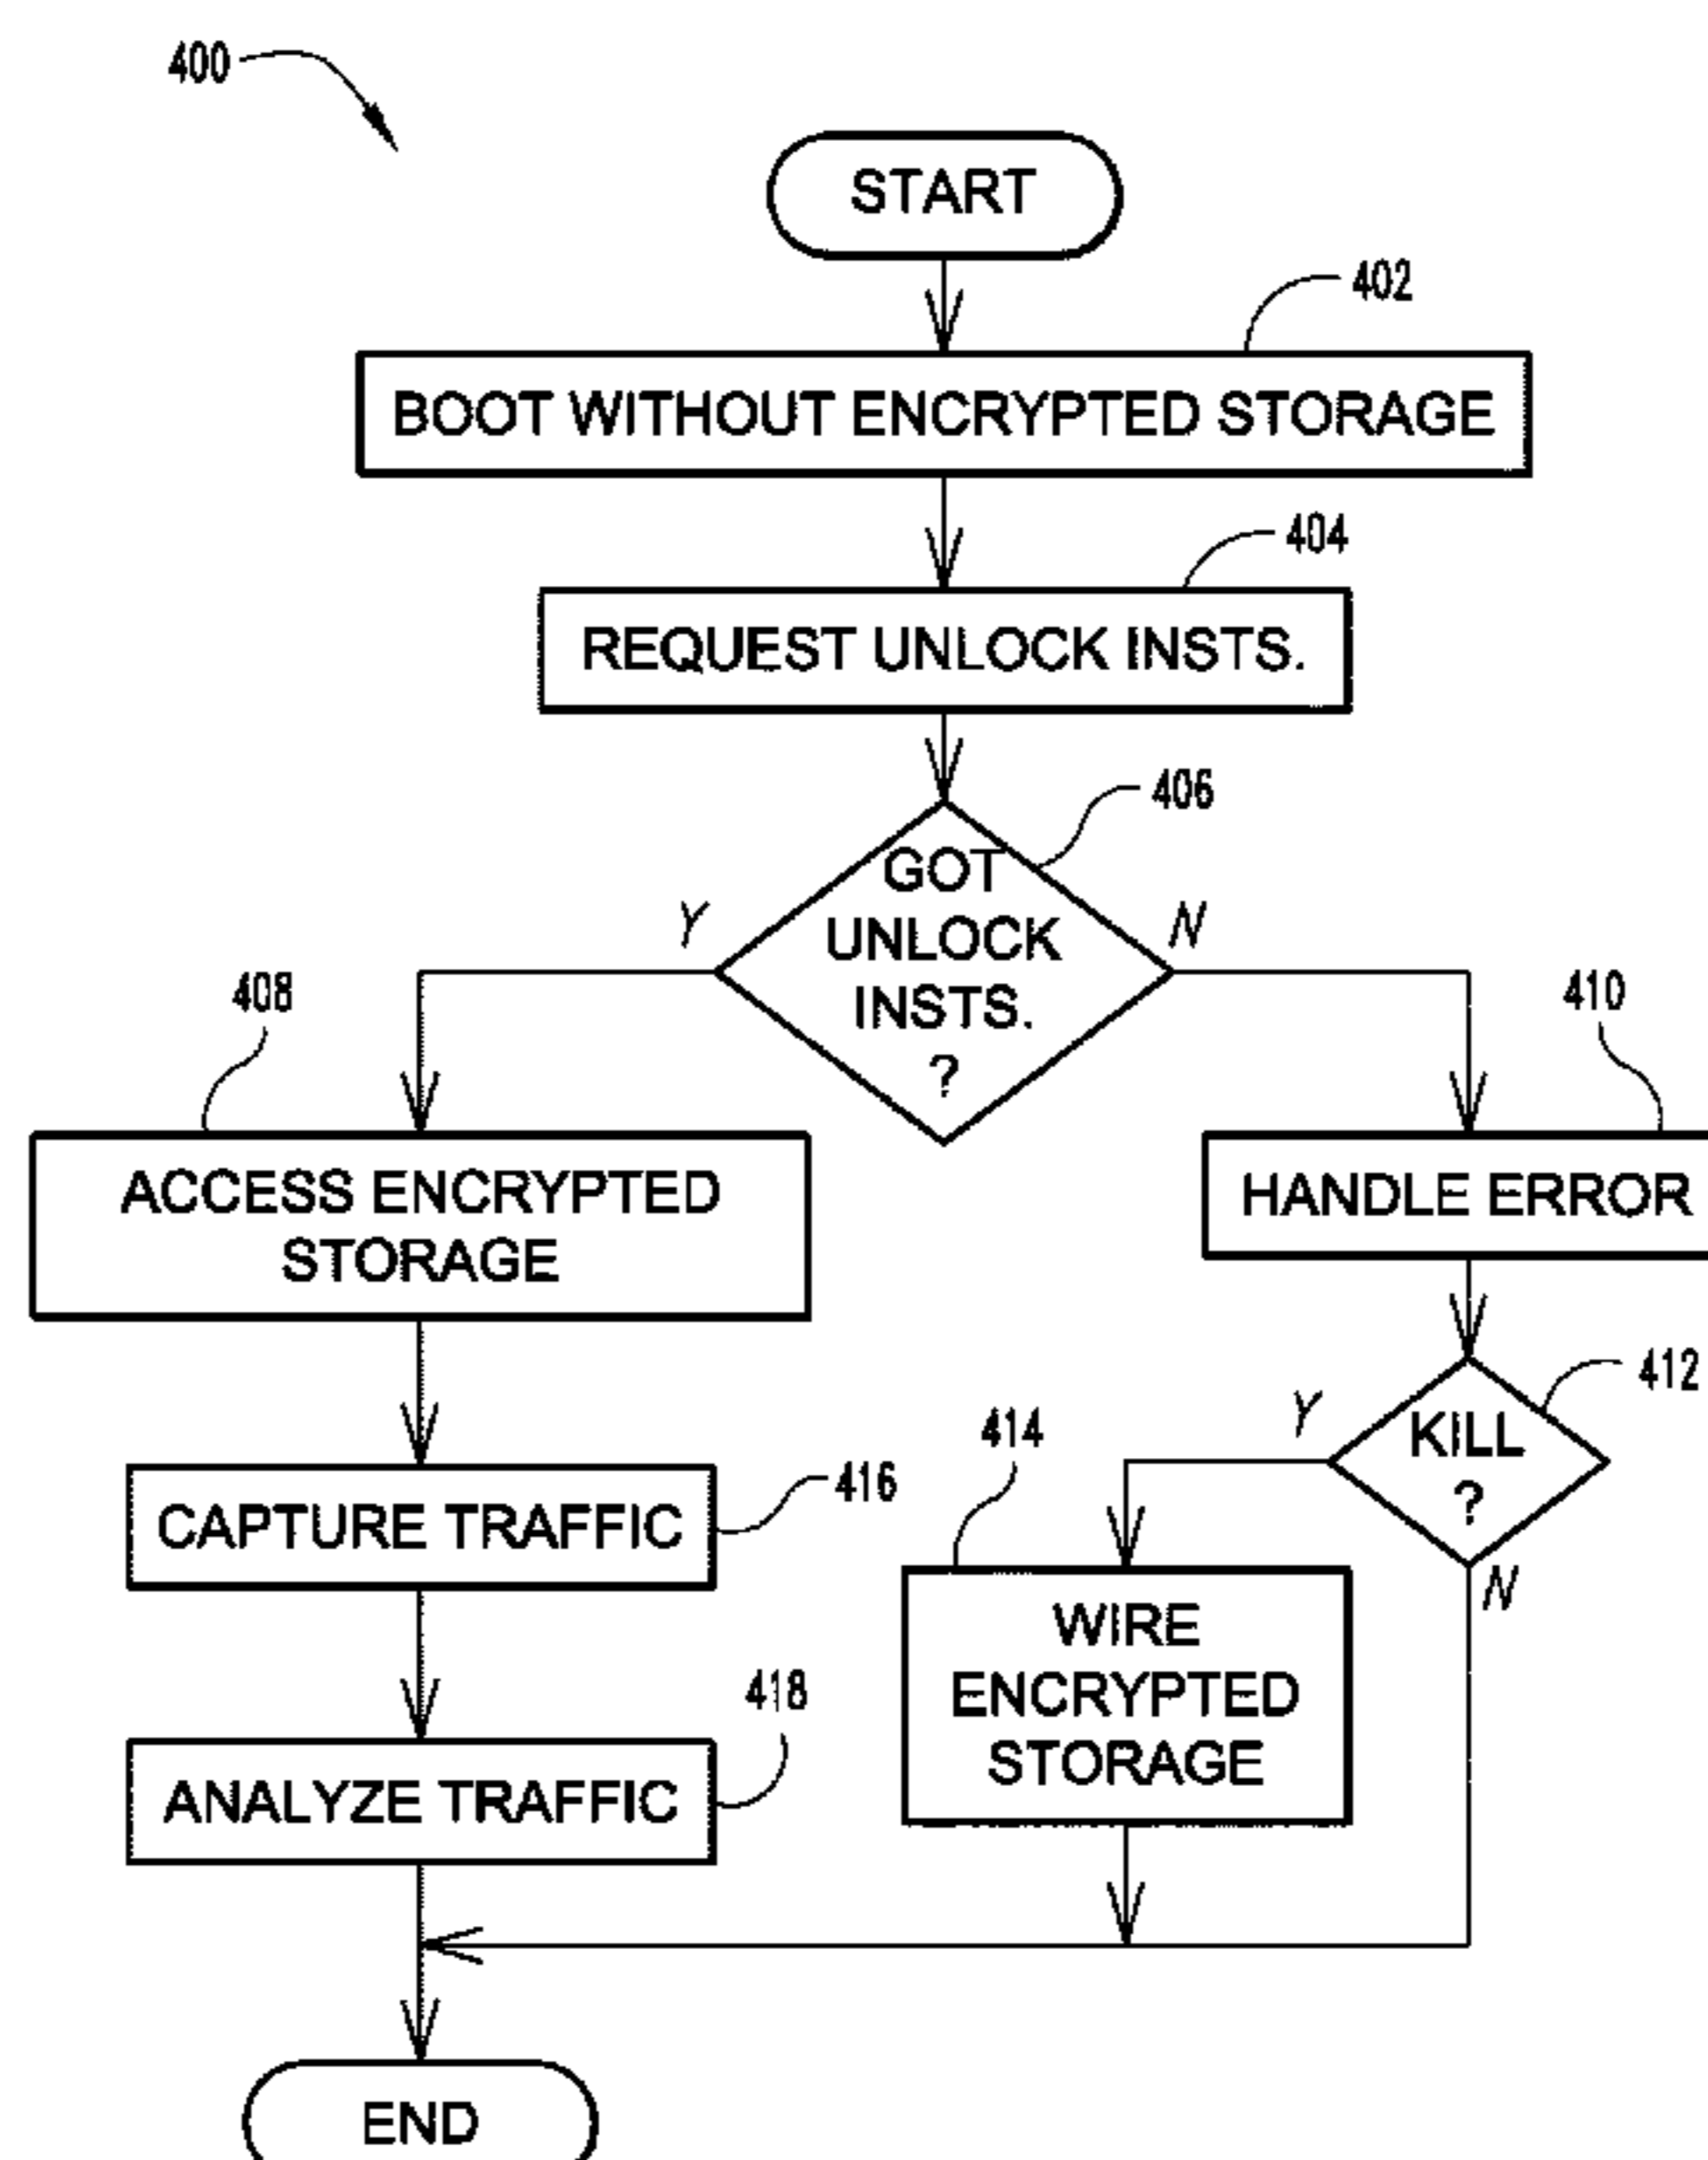 400
START
402
BOOT WITHOUT ENCRYPTED STORAGE
404
REQUEST UNLOCK INSTS.
406
GOT
UNLOCK
INSTS.
?
Y
N
408
410
ACCESS ENCRYPTED
STORAGE
HANDLE ERROR
412
KILL
?
Y
N
414
WIRE
ENCRYPTED
STORAGE
CAPTURE TRAFFIC
416
418
ANALYZE TRAFFIC
END